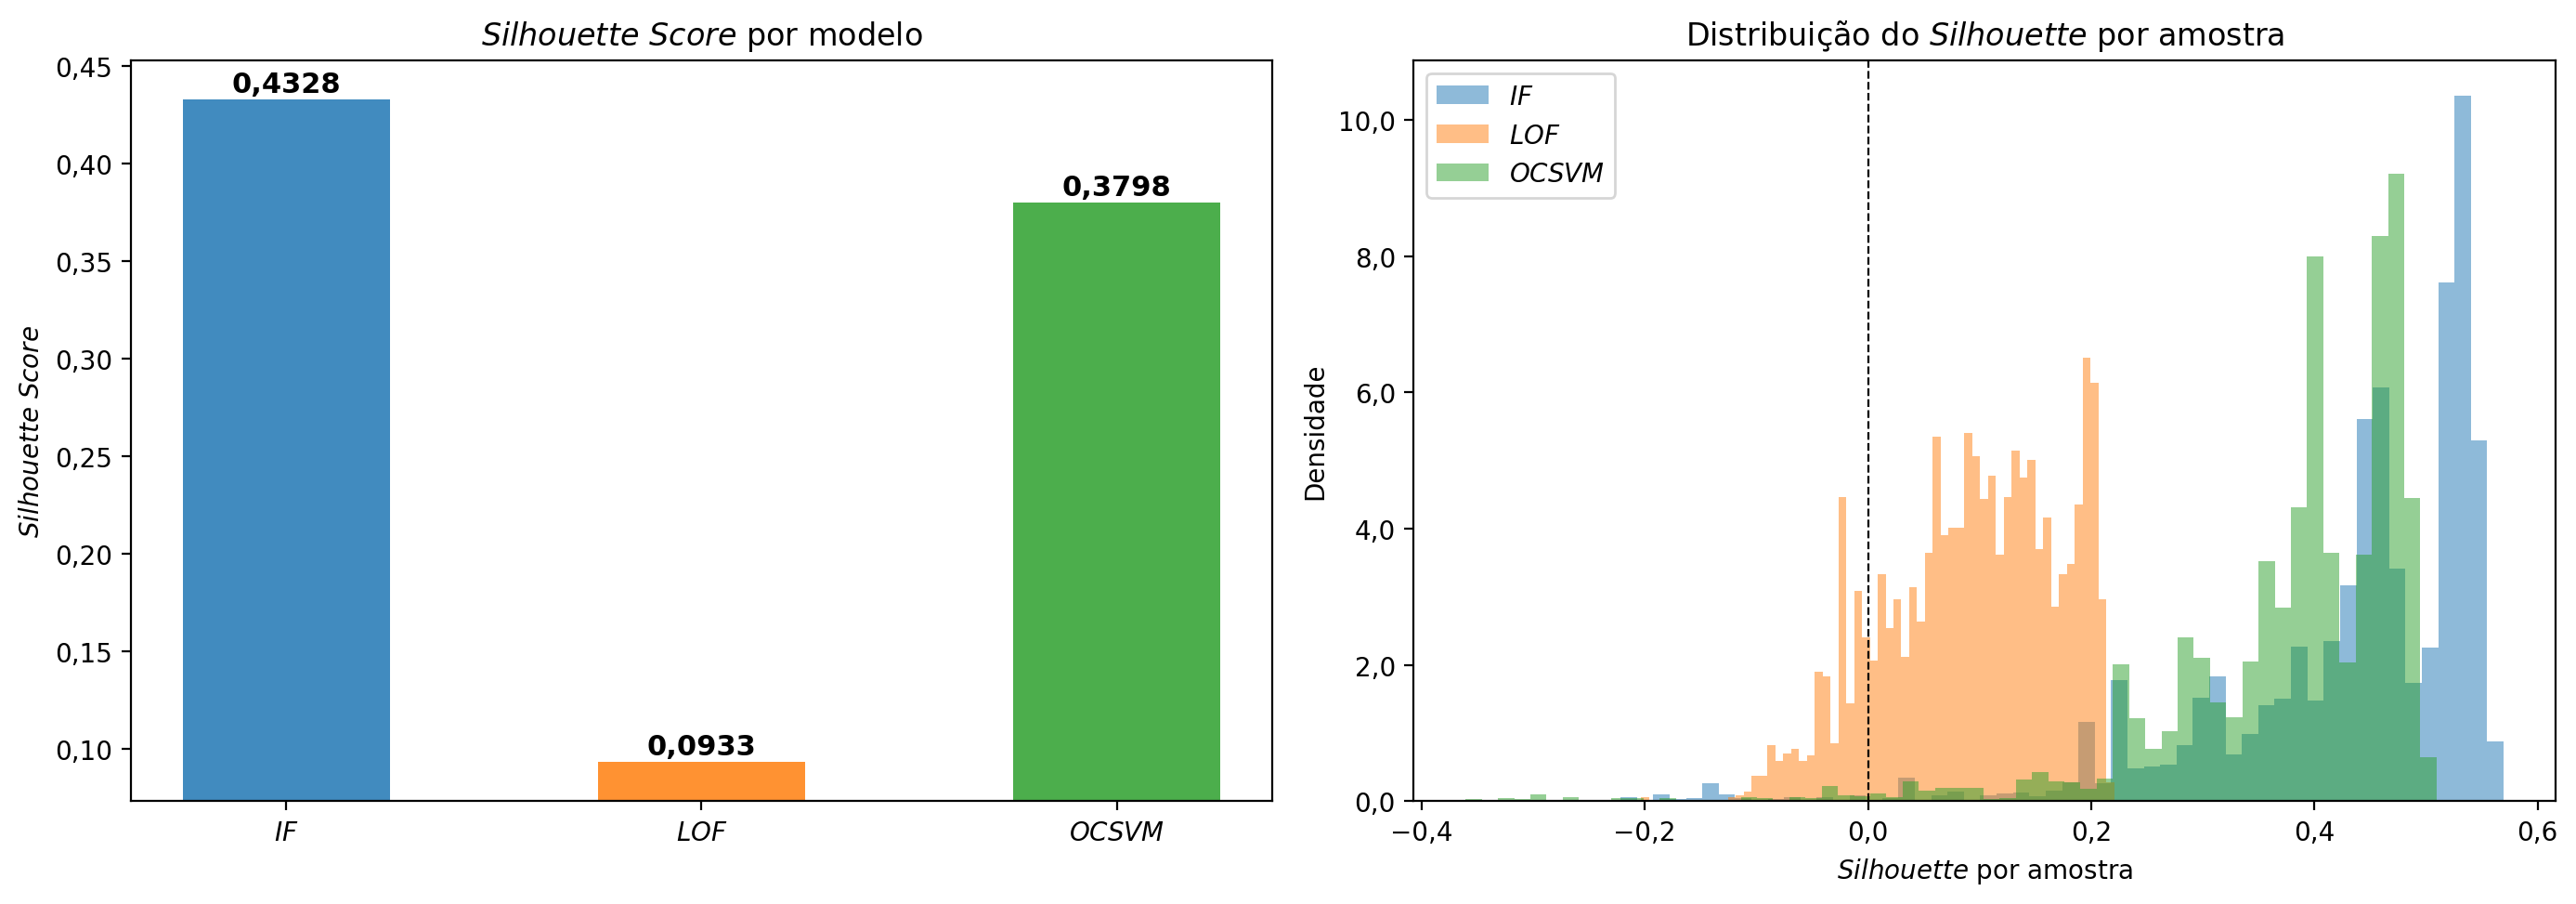 Silhouette Score por modelo
Silhouette Score
0,45
0,40
0,35
0,30
0,25
0,20
0,15
0,10
0,4328
0,0933
0,3798
IF
LOF
OCSVM
Distribuição do Silhouette por amostra
Densidade
10,0
8,0
6,0
4,0
2,0
0,0
IF
LOF
OCSVM
−0,4
−0,2
0,0
0,2
0,4
0,6
Silhouette por amostra